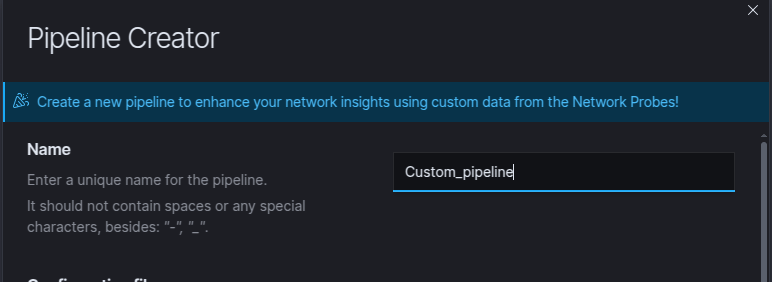 Pipeline Creator
Create a new pipeline to enhance your network insights using custom data from the Network Probes!
Name
Enter a unique name for the pipeline.
Custom_pipeline
It should not contain spaces or any special
characters, besides: "-", "_".